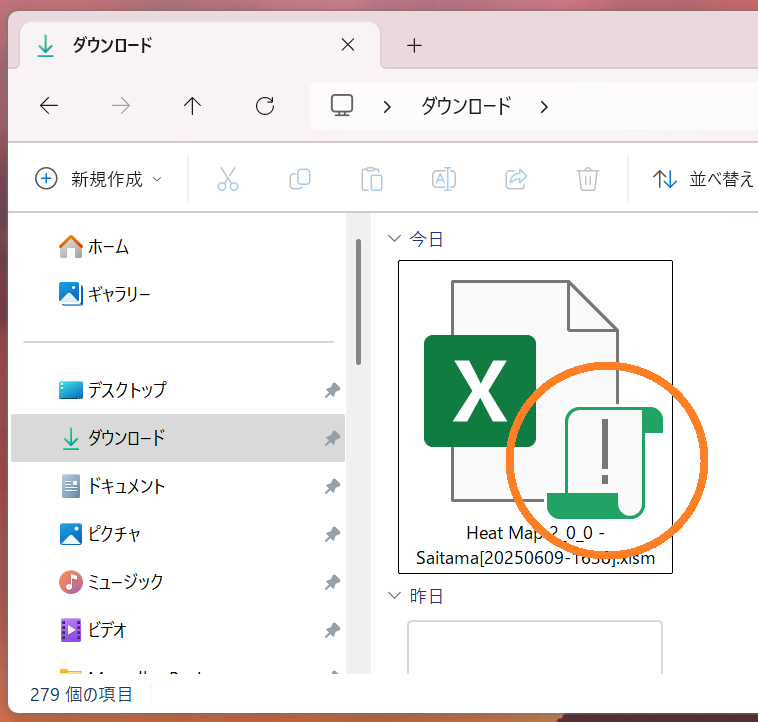 ダウンロード
ダウンロード
新規作成
並べ替え
ホーム
ギャラリー
デスクトップ
ダウンロード
ドキュメント
ピクチャ
ミュージック
ビデオ
今日
X
Heat Map 2_0_0 -
Saitama[20250609-1650].xlsm
昨日
279 個の項目